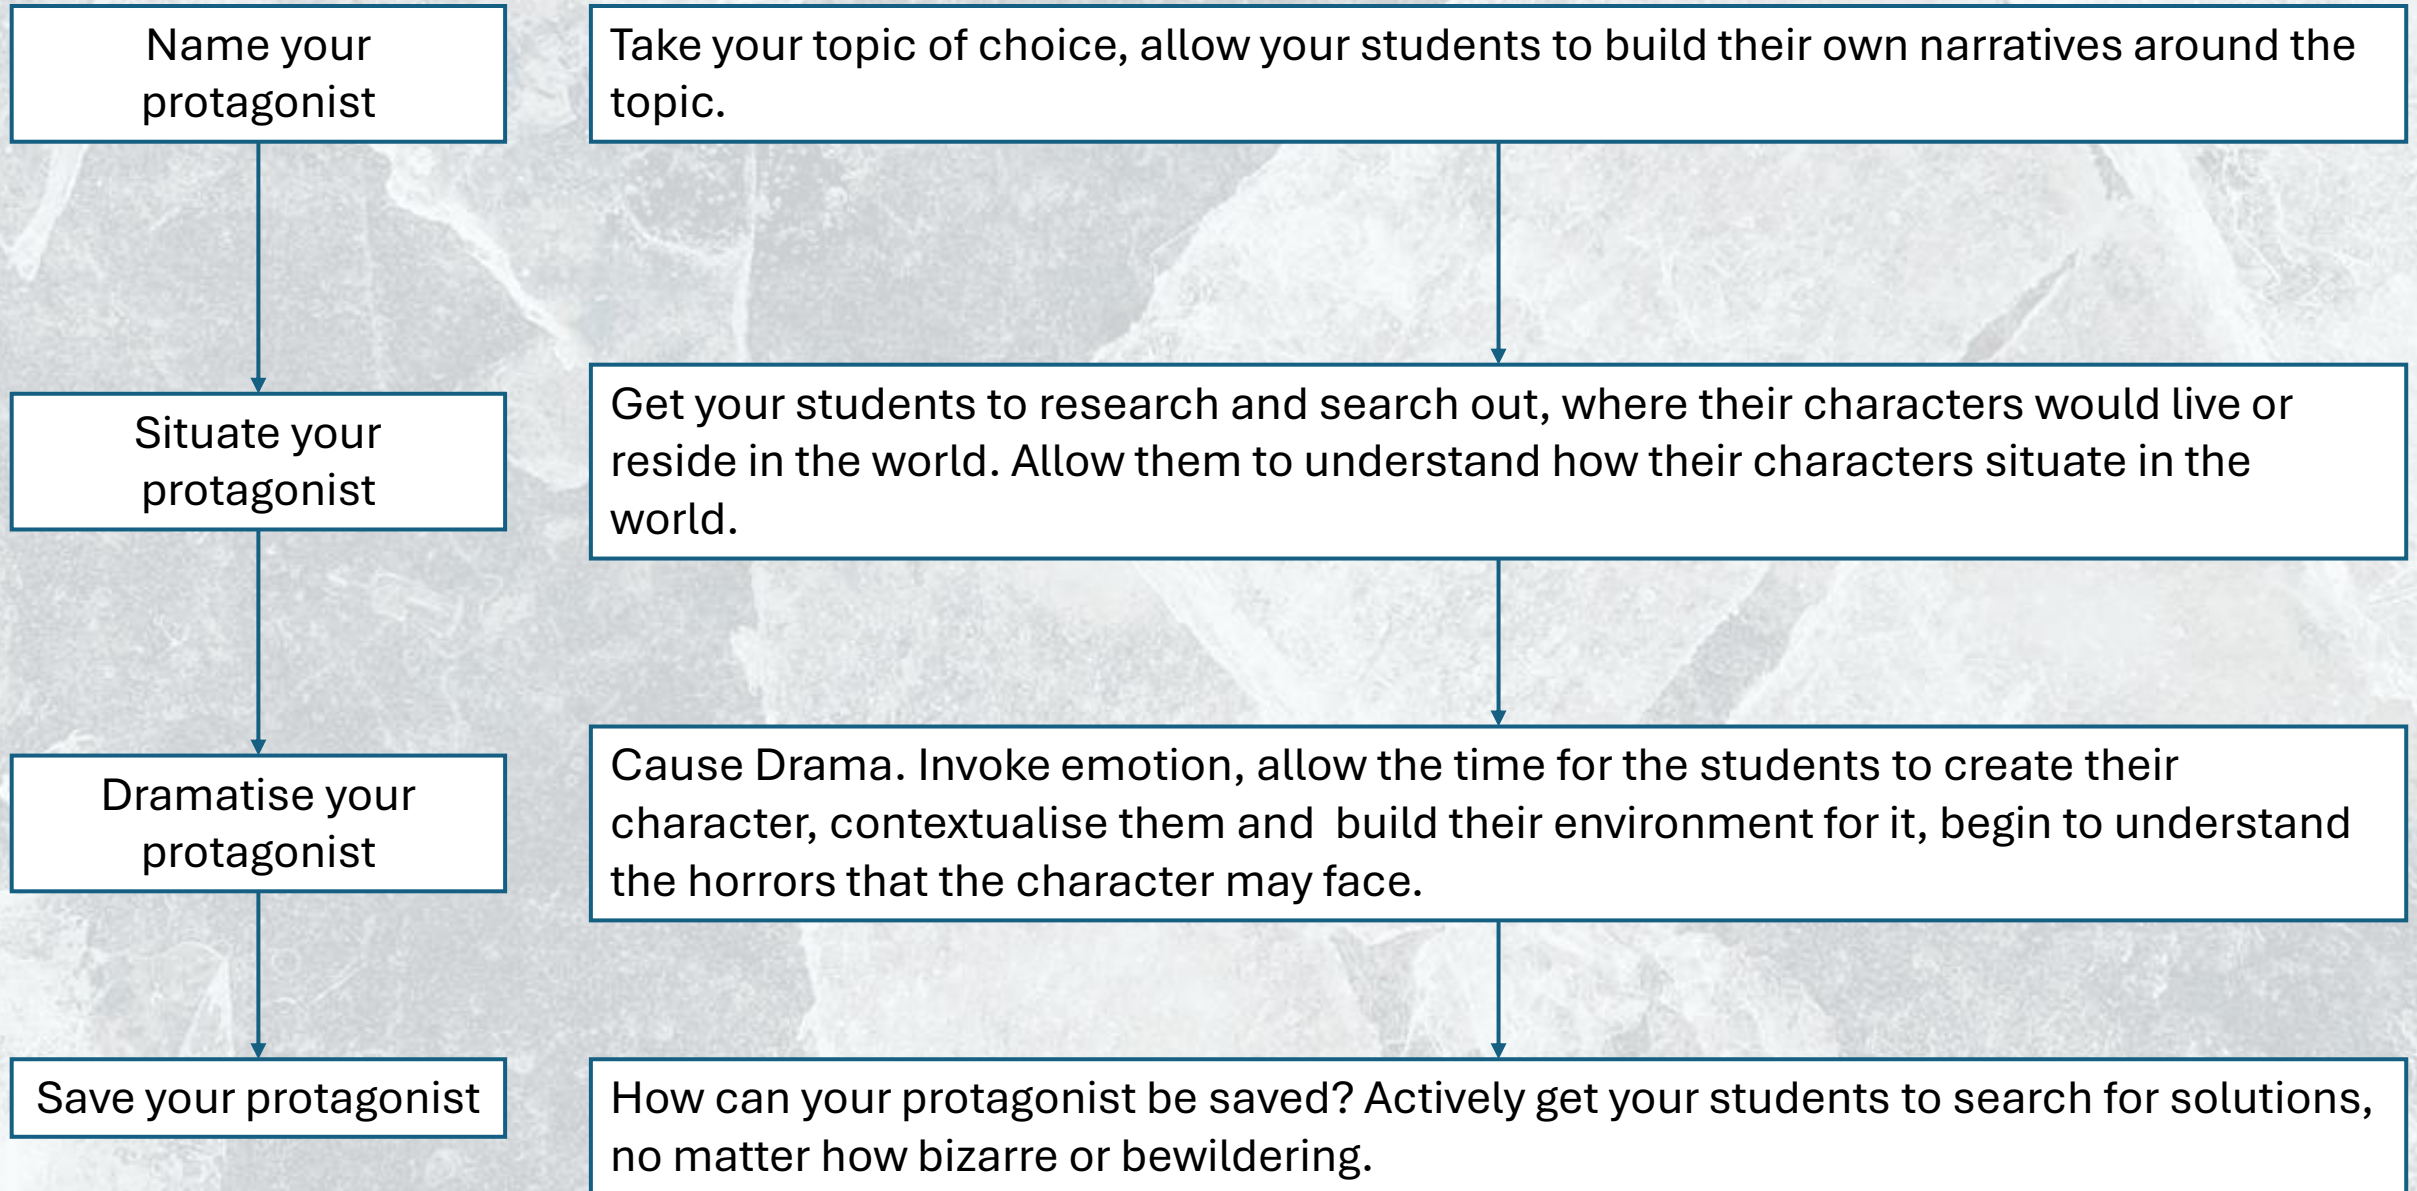 Name your
protagonist
Take your topic of choice, allow your students to build their own narratives around the
topic.
Situate your
protagonist
Get your students to research and search out, where their characters would live or
reside in the world. Allow them to understand how their characters situate in the
world.
Dramatise your
protagonist
Cause Drama. Invoke emotion, allow the time for the students to create their
character, contextualise them and  build their environment for it, begin to understand
the horrors that the character may face.
Save your protagonist
How can your protagonist be saved? Actively get your students to search for solutions,
no matter how bizarre or bewildering.